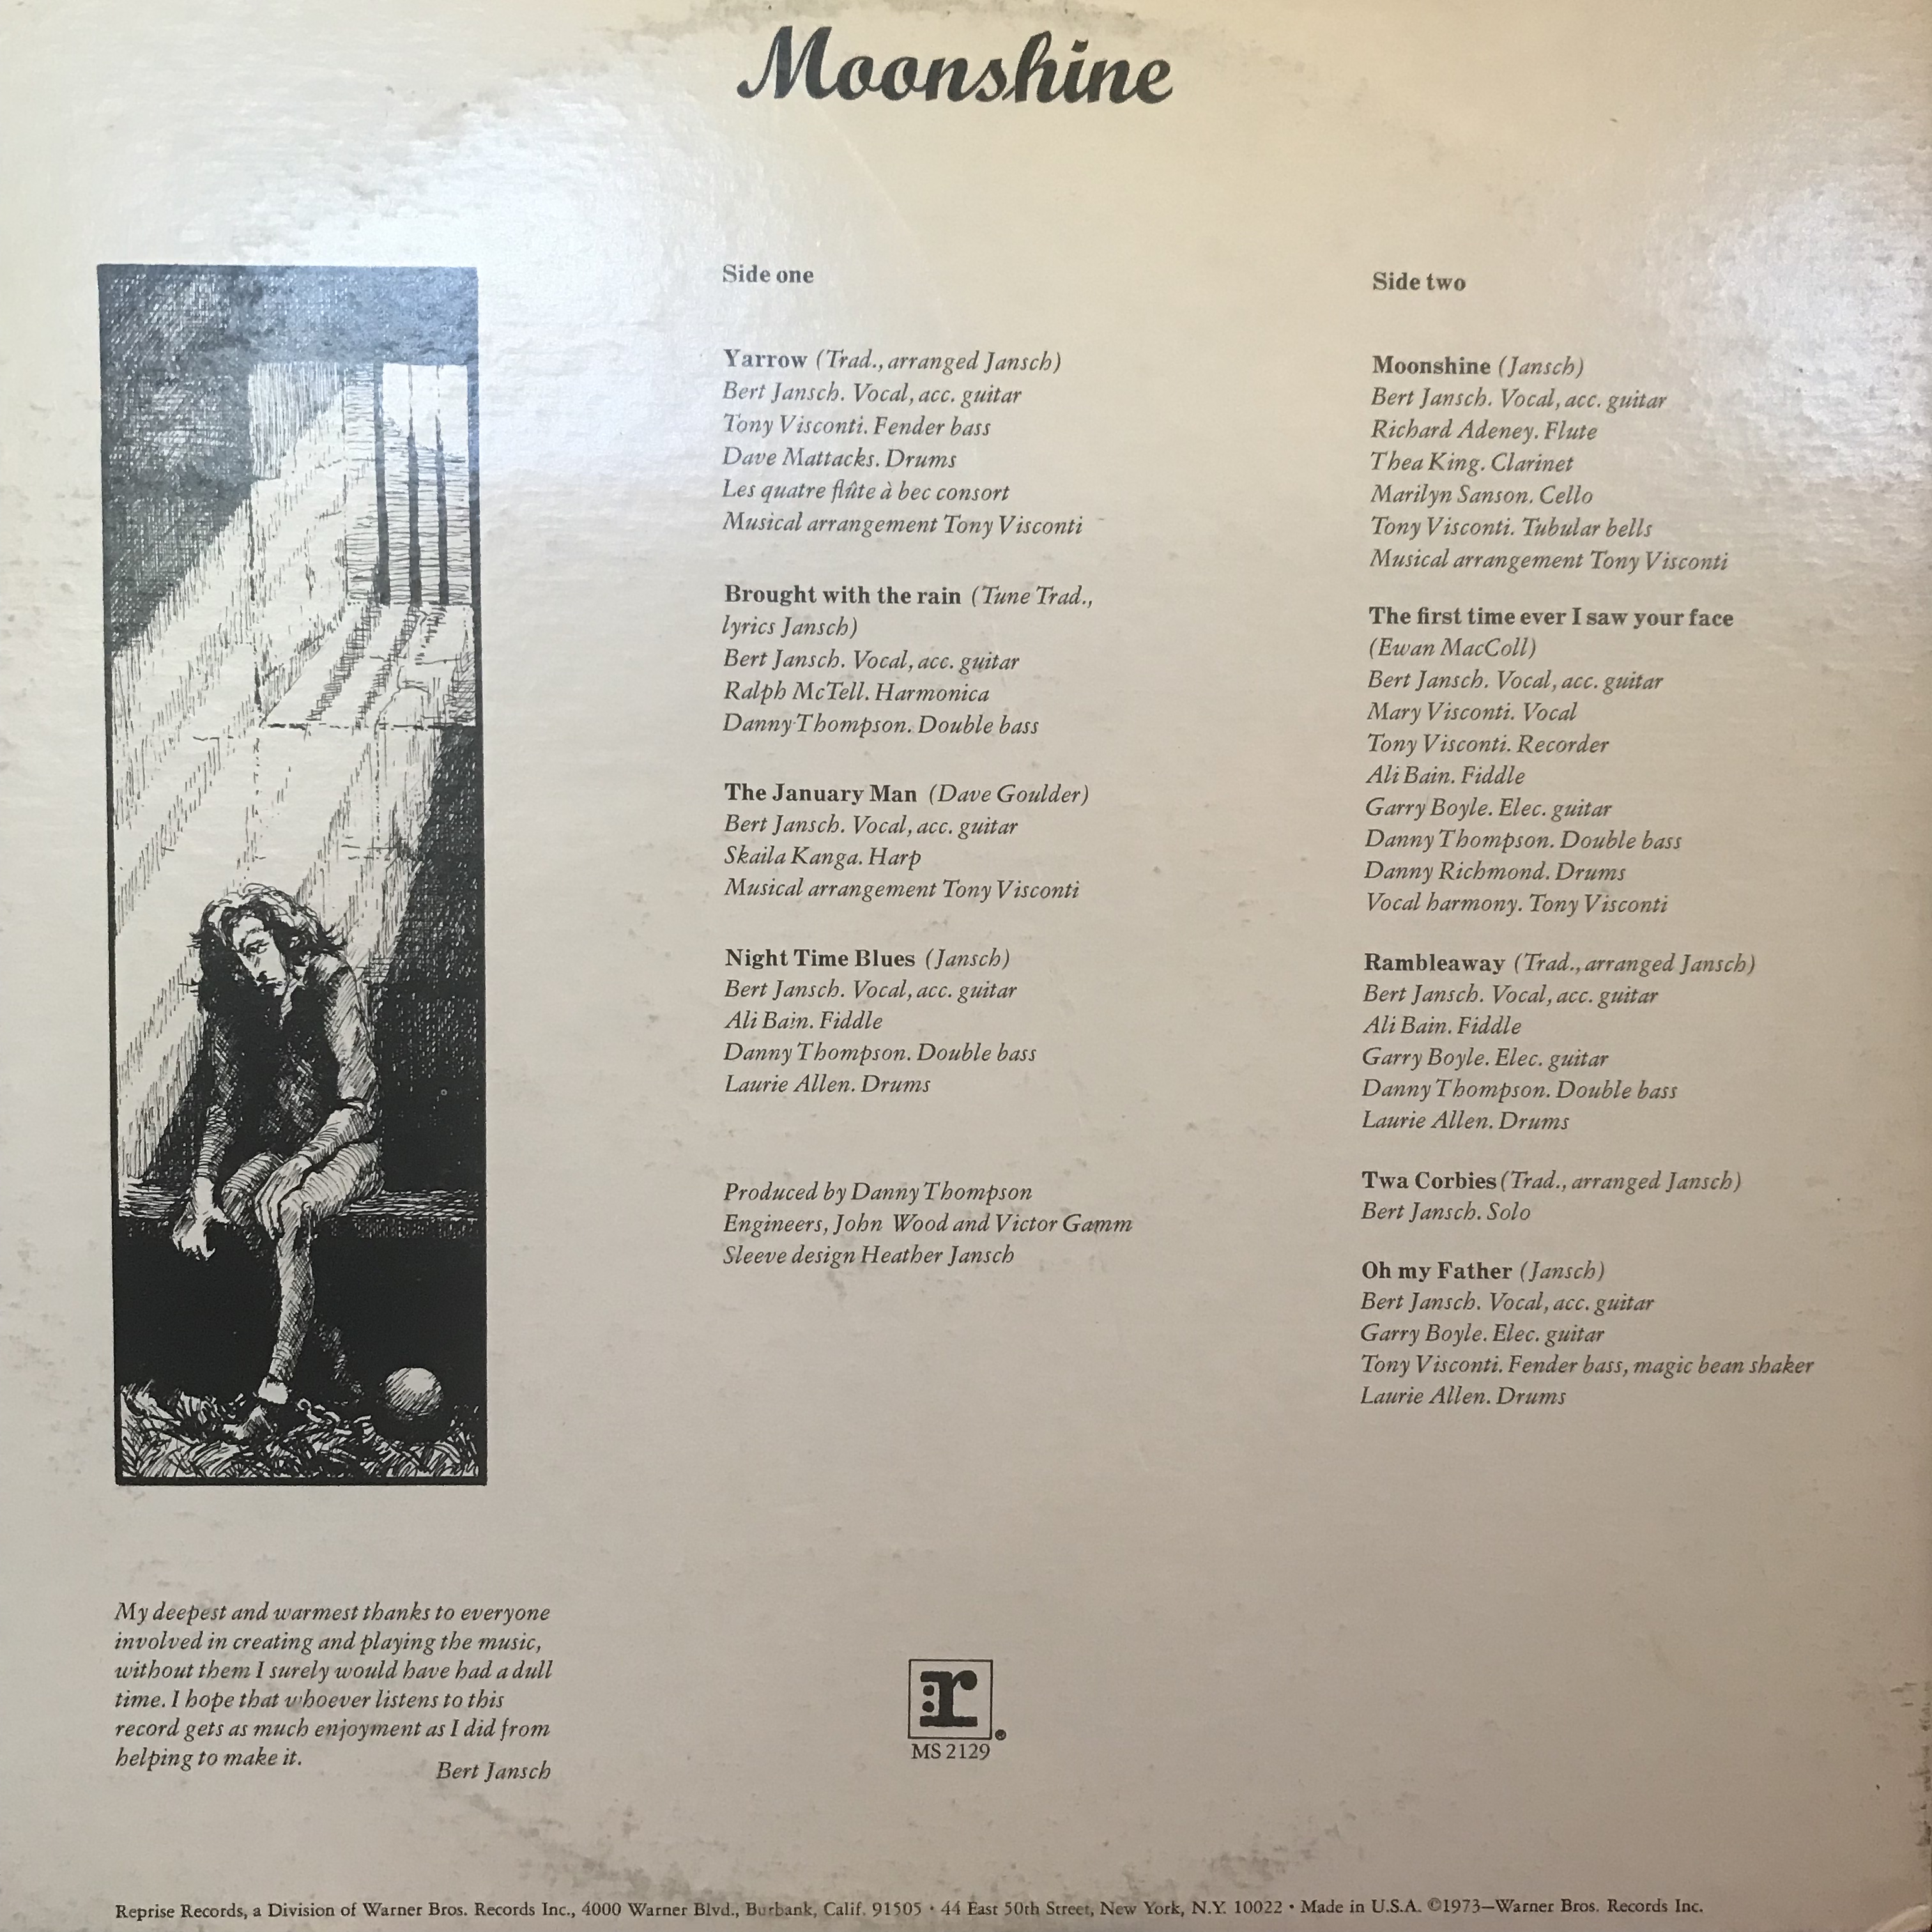 Moonshine
Side one
Yarrow (Trad., arranged Jansch)
Bert Jansch. Vocal, acc. guitar
Tony Visconti. Fender bass
Dave Mattacks. Drums
Les quatre flûte à bec consort
Musical arrangement Tony Visconti
Brought with the rain (Tune Trad.,
lyrics Jansch)
Bert Jansch. Vocal, acc. guitar
Ralph McTell. Harmonica
Danny Thompson. Double bass
The January Man (Dave Goulder)
Bert Jansch. Vocal, acc. guitar
Skaila Kanga. Harp
Musical arrangement Tony Visconti
Night Time Blues (Jansch)
Bert Jansch. Vocal, acc. guitar
Ali Bain. Fiddle
Danny Thompson. Double bass
Laurie Allen. Drums
Produced by Danny Thompson
Engineers, John Wood and Victor Gamm
Sleeve design Heather Jansch
Side two
Moonshine (Jansch)
Bert Jansch. Vocal, acc. guitar
Richard Adeney. Flute
Thea King. Clarinet
Marilyn Sanson. Cello
Tony Visconti. Tubular bells
Musical arrangement Tony Visconti
The first time ever I saw your face
(Ewan MacColl)
Bert Jansch. Vocal, acc. guitar
Mary Visconti. Vocal
Tony Visconti. Recorder
Ali Bain. Fiddle
Garry Boyle. Elec. guitar
Danny Thompson. Double bass
Danny Richmond. Drums
Vocal harmony. Tony Visconti
Rambleaway (Trad., arranged Jansch)
Bert Jansch. Vocal, acc. guitar
Ali Bain. Fiddle
Garry Boyle. Elec. guitar
Danny Thompson. Double bass
Laurie Allen. Drums
Twa Corbies (Trad., arranged Jansch)
Bert Jansch. Solo
Oh my Father (Jansch)
Bert Jansch. Vocal, acc. guitar
Garry Boyle. Elec. guitar
Tony Visconti. Fender bass, magic bean shaker
Laurie Allen. Drums
My deepest and warmest thanks to everyone
involved in creating and playing the music,
without them I surely would have had a dull
time. I hope that whoever listens to this
record gets as much enjoyment as I did from
helping to make it.
Bert Jansch
r ®
MS 2129
Reprise Records, a Division of Warner Bros. Records Inc., 4000 Warner Blvd., Burbank, Calif. 91505 • 44 East 50th Street, New York, N.Y. 10022 • Made in U.S.A. ©1973—Warner Bros. Records Inc.